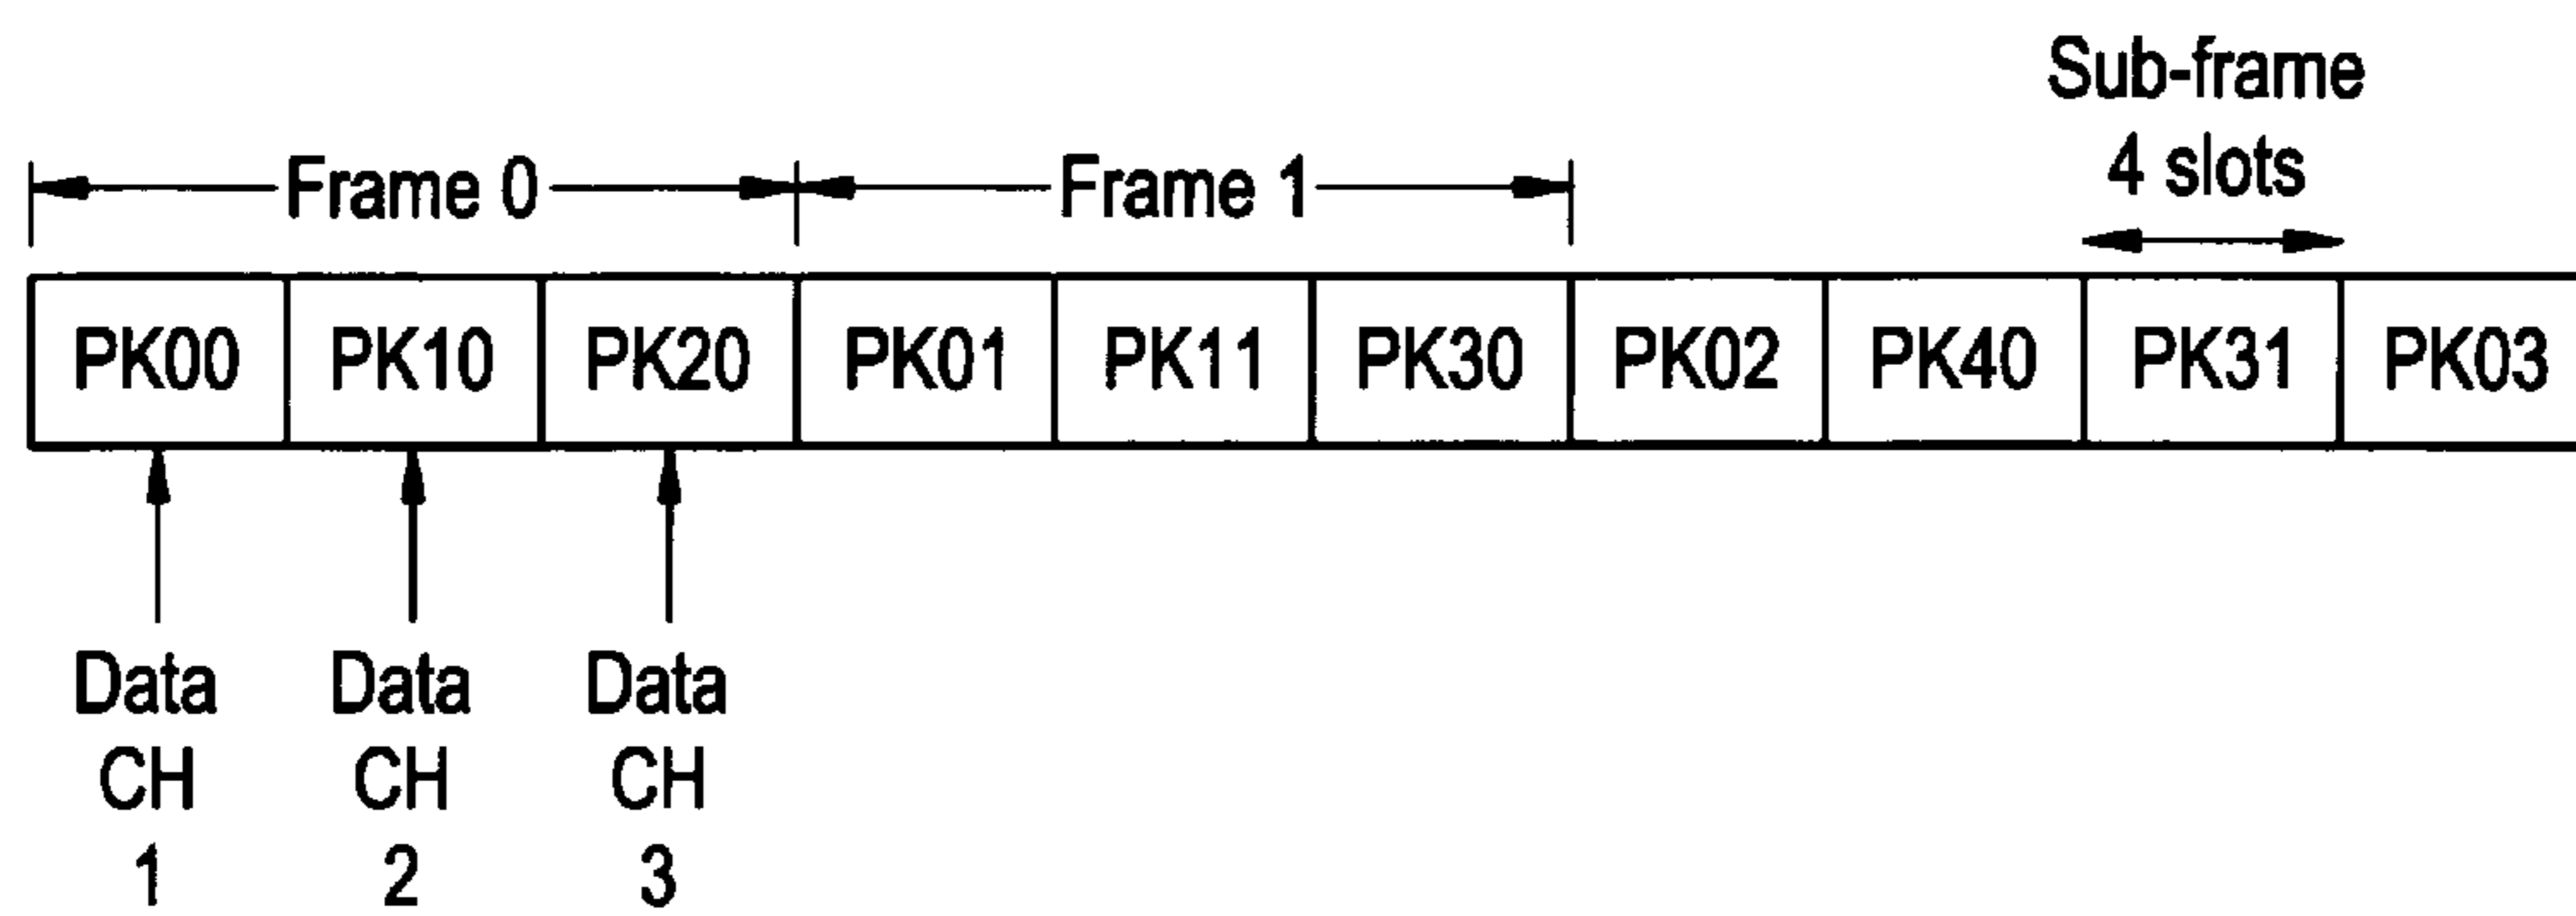 Sub-frame
4 slots
Frame 0 Frame 1
PK00 PK10 PK20 PK01 PK11 PK30 PK02 PK40 PK31 PK03
Data Data Data
CH CH CH
1 2 3